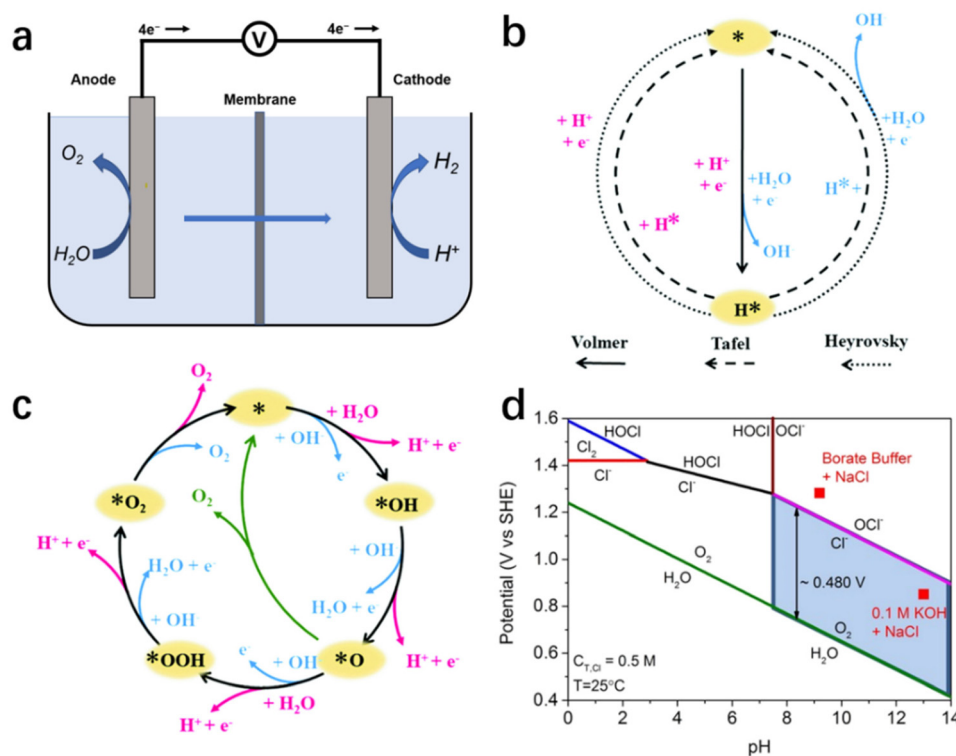 a
4e⁻
V
4e⁻
Anode
Cathode
Membrane
O₂
H₂
H₂O
H⁺
b
*
OH⁻
+ H⁺
+ e⁻
+H₂O
+ e⁻
+ H⁺
+ e⁻
+H₂O
+ e⁻
H* +
+ H*
OH⁻
H*
Volmer
Tafel
Heyrovsky
c
O₂
*
+ H₂O
+ OH⁻
H⁺ + e⁻
O₂
e⁻
*O₂
*OH
O₂
H⁺ + e⁻
+ OH⁻
H₂O + e⁻
H₂O + e⁻
+ OH⁻
*OOH
e⁻
+ OH⁻
*O
H⁺ + e⁻
+ H₂O
H⁺ + e⁻
d
1.6
1.4
1.2
1.0
0.8
0.6
0.4
Potential (V vs SHE)
HOCl
HOCl
OCl⁻
Cl₂
HOCl
Cl⁻
Cl⁻
Borate Buffer
+ NaCl
OCl⁻
Cl⁻
O₂
H₂O
~ 0.480 V
0.1 M KOH
+ NaCl
O₂
H₂O
C_T,Cl = 0.5 M
T=25°C
0 2 4 6 8 10 12 14
pH